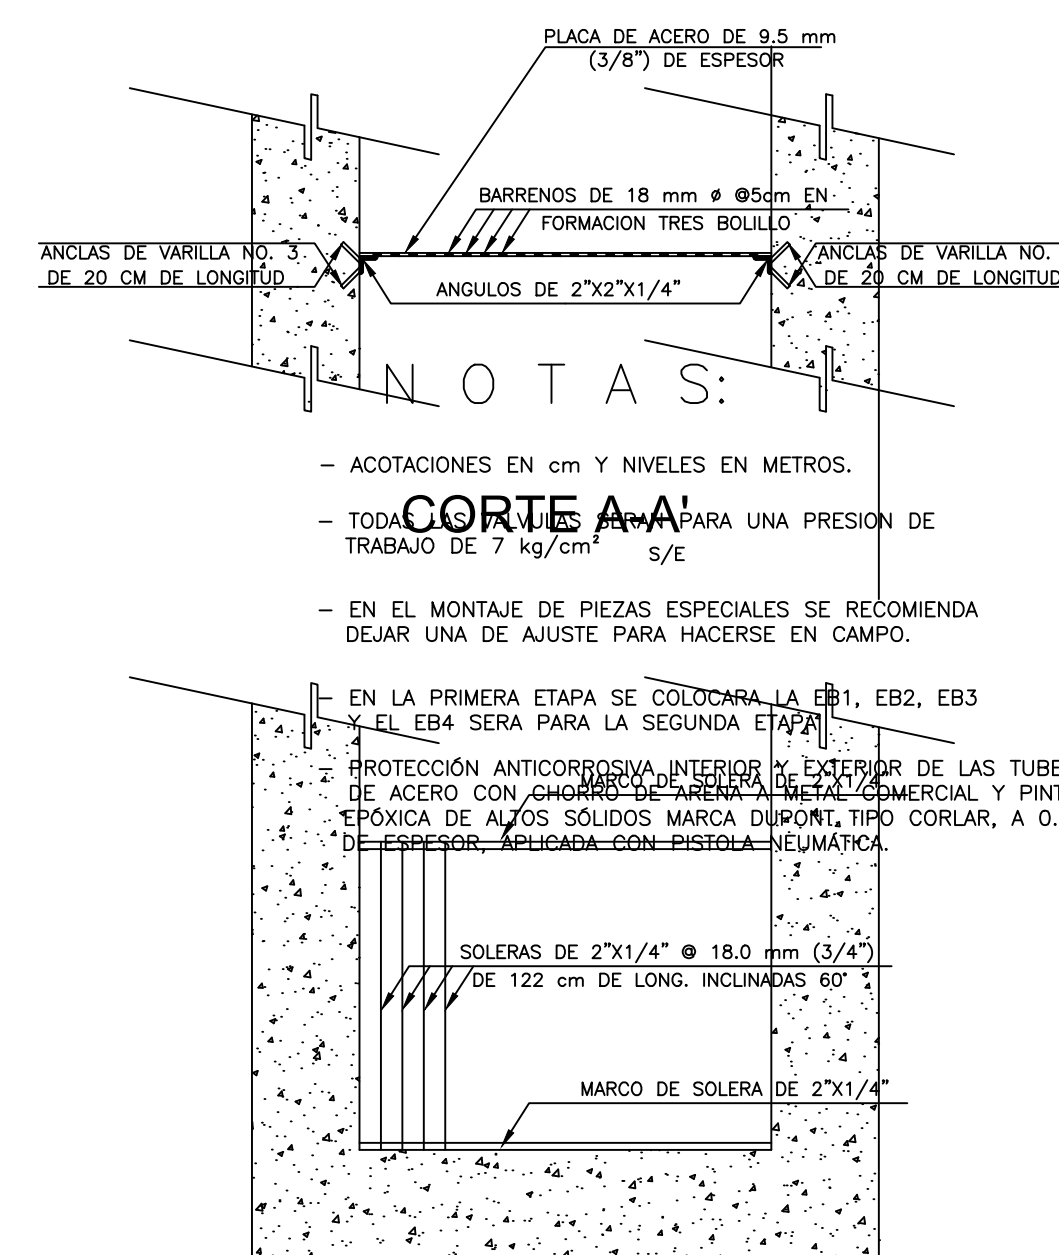 PLACA DE ACERO DE 9.5 mm
(3/8") DE ESPESOR
BARRENOS DE 18 mm ø @5cm EN
FORMACION TRES BOLILLO
ANCLAS DE VARILLA NO. 3
DE 20 CM DE LONGITUD
ANCLAS DE VARILLA NO.
DE 20 CM DE LONGITUD
ANGULOS DE 2"X2"X1/4"
N O T A S:
– ACOTACIONES EN cm Y NIVELES EN METROS.
CORTE A-A'
– TODAS LAS VALVULAS SERAN PARA UNA PRESION DE
TRABAJO DE 7 kg/cm²
S/E
– EN EL MONTAJE DE PIEZAS ESPECIALES SE RECOMIENDA
DEJAR UNA DE AJUSTE PARA HACERSE EN CAMPO.
– EN LA PRIMERA ETAPA SE COLOCARA LA EB1, EB2, EB3
Y EL EB4 SERA PARA LA SEGUNDA ETAPA
– PROTECCIÓN ANTICORROSIVA INTERIOR Y EXTERIOR DE LAS
MARCO DE SOLERA DE 2"X1/4"
DE ACERO CON CHORRO DE ARENA A METAL COMERCIAL Y
EPÓXICA DE ALTOS SÓLIDOS MARCA DUPONT, TIPO CORLAR, A
DE ESPESOR, APLICADA CON PISTOLA NEUMÁTICA.
SOLERAS DE 2"X1/4" @ 18.0 mm (3/4")
DE 122 cm DE LONG. INCLINADAS 60°
MARCO DE SOLERA DE 2"X1/4"